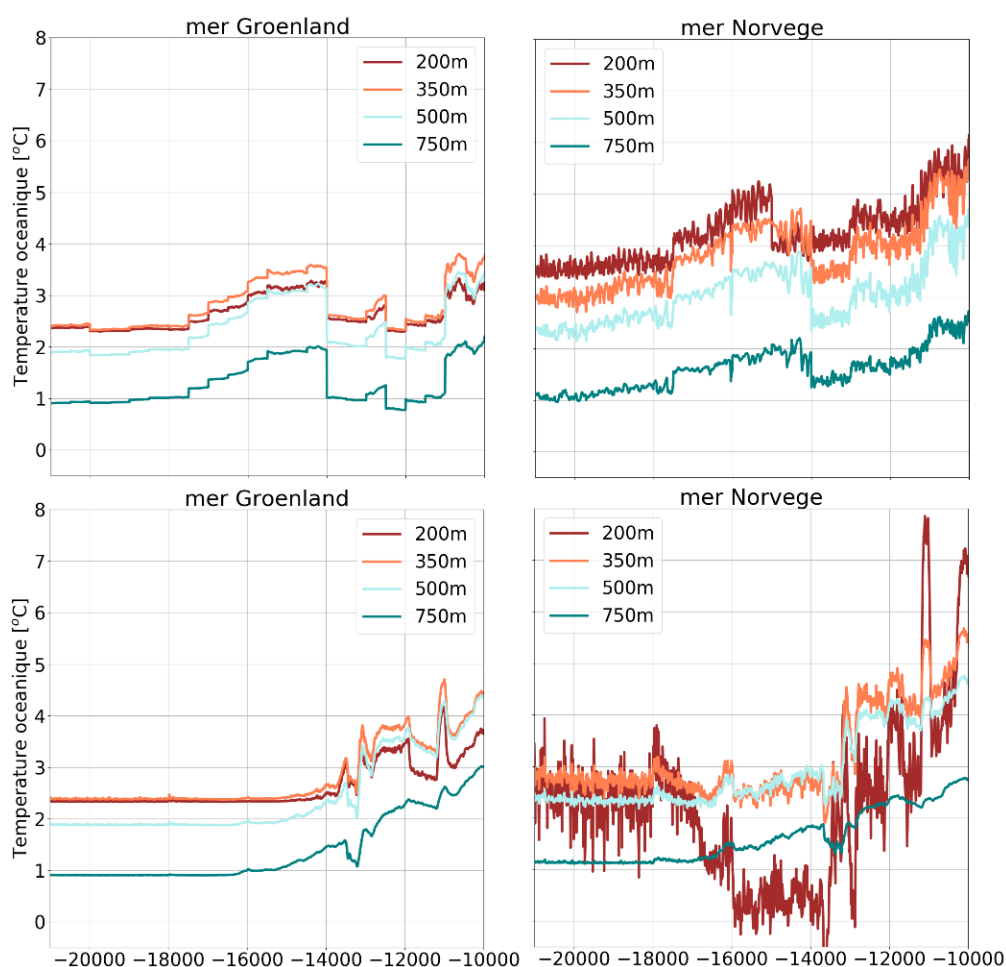 mer Groenland
mer Norvege
8
7
6
5
4
3
2
1
0
Temperature oceanique [°C]
200m
350m
500m
750m
200m
350m
500m
750m
mer Groenland
mer Norvege
8
7
6
5
4
3
2
1
0
Temperature oceanique [°C]
200m
350m
500m
750m
200m
350m
500m
750m
−20000 −18000 −16000 −14000 −12000 −10000
−20000 −18000 −16000 −14000 −12000 −10000